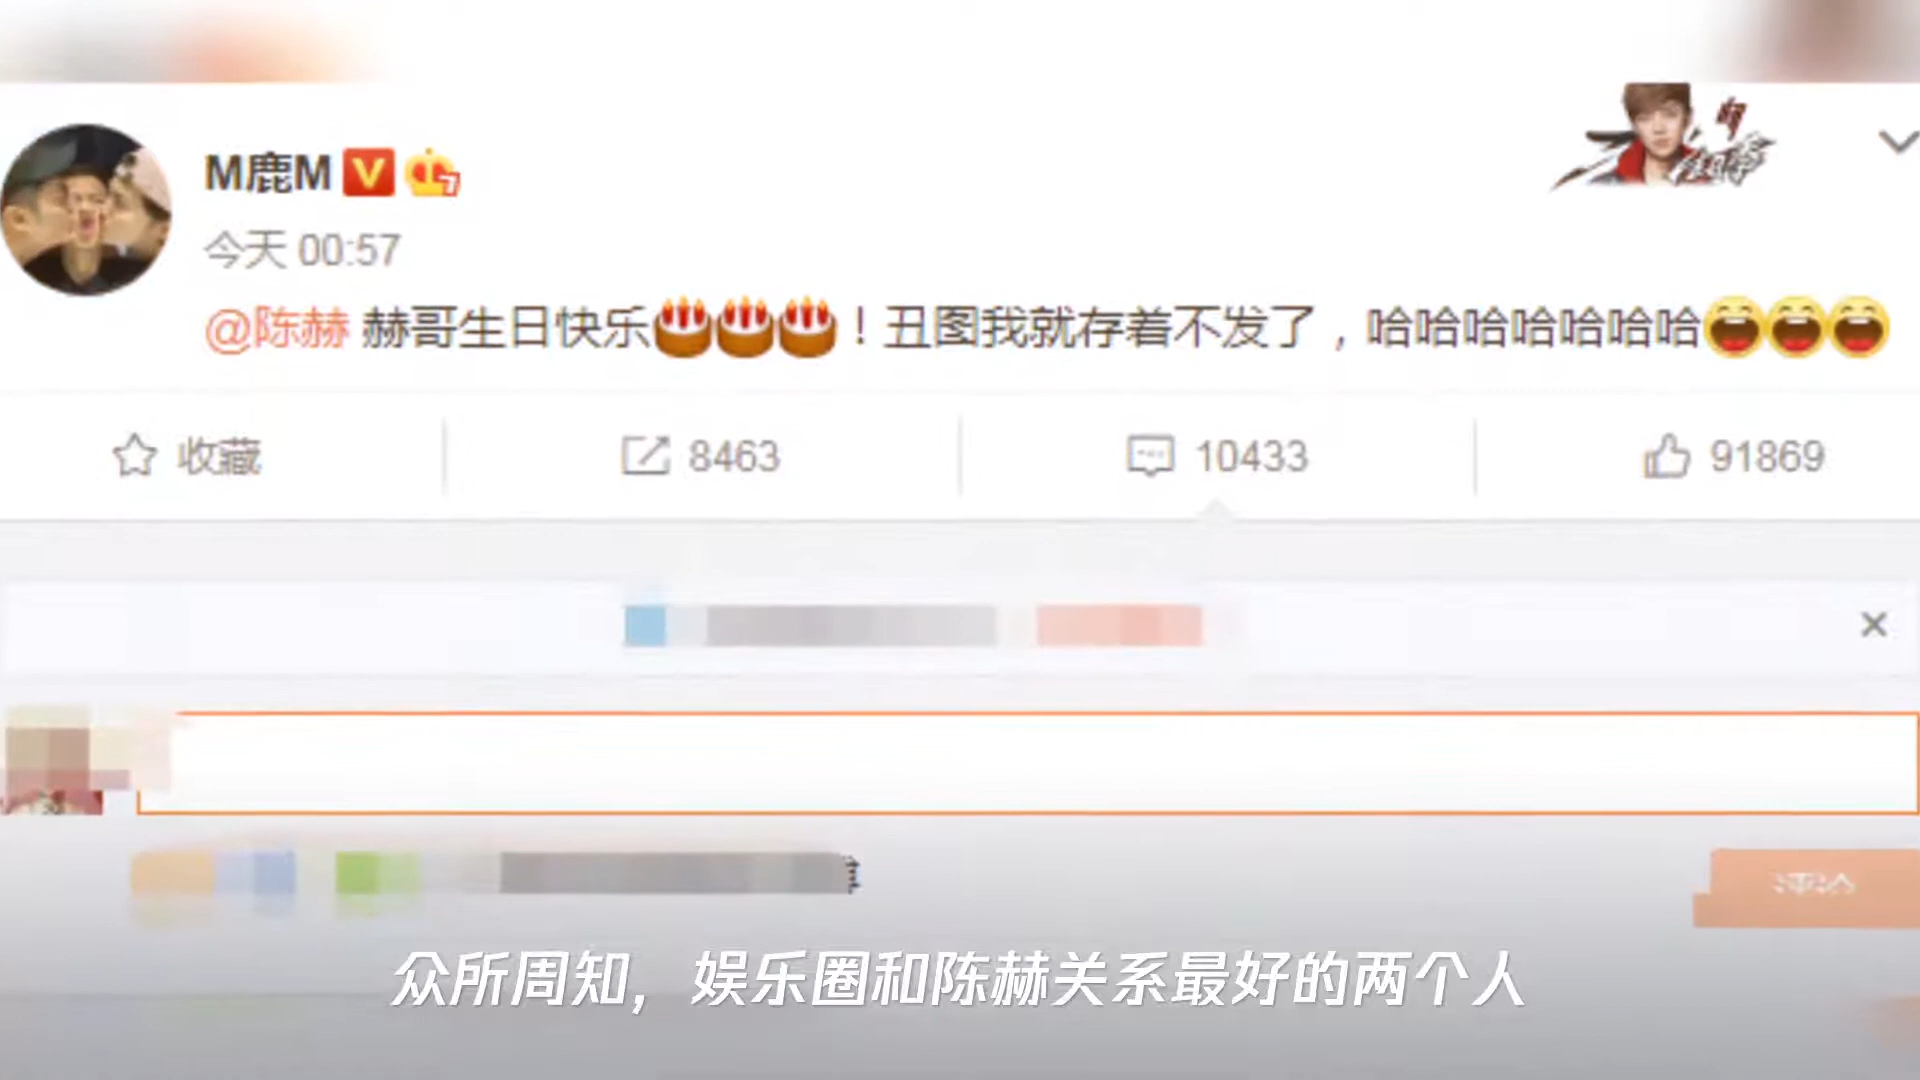 M鹿M
今天 00:57
@陈赫 赫哥生日快乐！丑图我就存着不发了，哈哈哈哈哈哈哈
收藏 8463 10433 91869
评论
众所周知，娱乐圈和陈赫关系最好的两个人